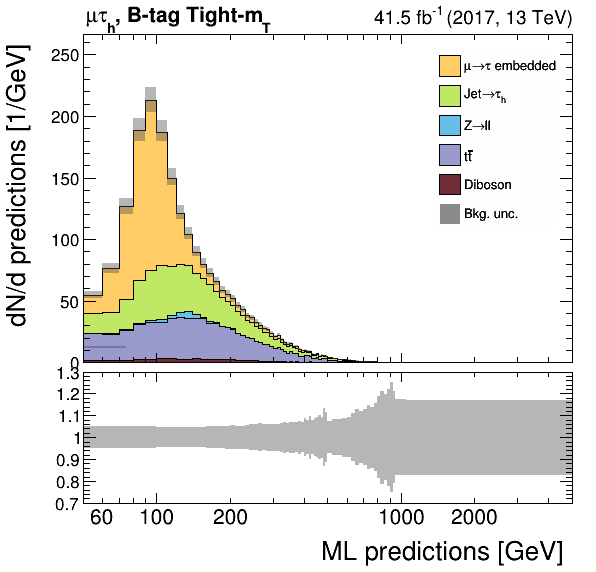 μτh, B-tag Tight-mT 41.5 fb-1 (2017, 13 TeV)
dN/d predictions [1/GeV]
250
200
150
100
50
0
μ→τ embedded
Jet→τh
Z→ll
tt̅
Diboson
Bkg. unc.
1.3
1.2
1.1
1
0.9
0.8
0.7
60 100 200 1000 2000
ML predictions [GeV]